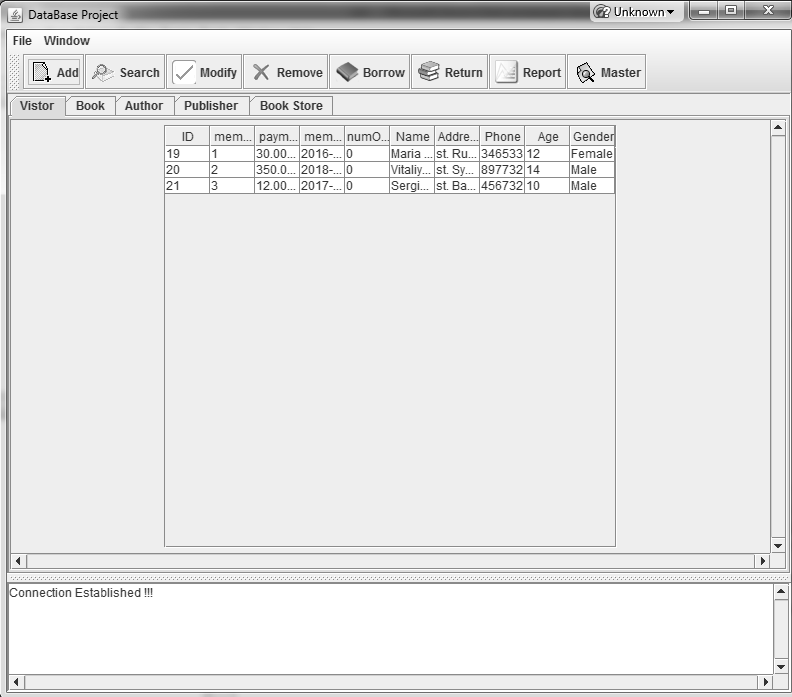 DataBase Project
Unknown
File Window
Add Search Modify Remove Borrow Return Report Master
Vistor Book Author Publisher Book Store
ID mem... paym... mem... numO... Name Addre... Phone Age Gender
19 1 30.00... 2016-... 0 Maria ... st. Ru... 346533 12 Female
20 2 350.0... 2018-... 0 Vitaliy... st. Sy... 897732 14 Male
21 3 12.00... 2017-... 0 Sergi... st. Ba... 456732 10 Male
Connection Established !!!